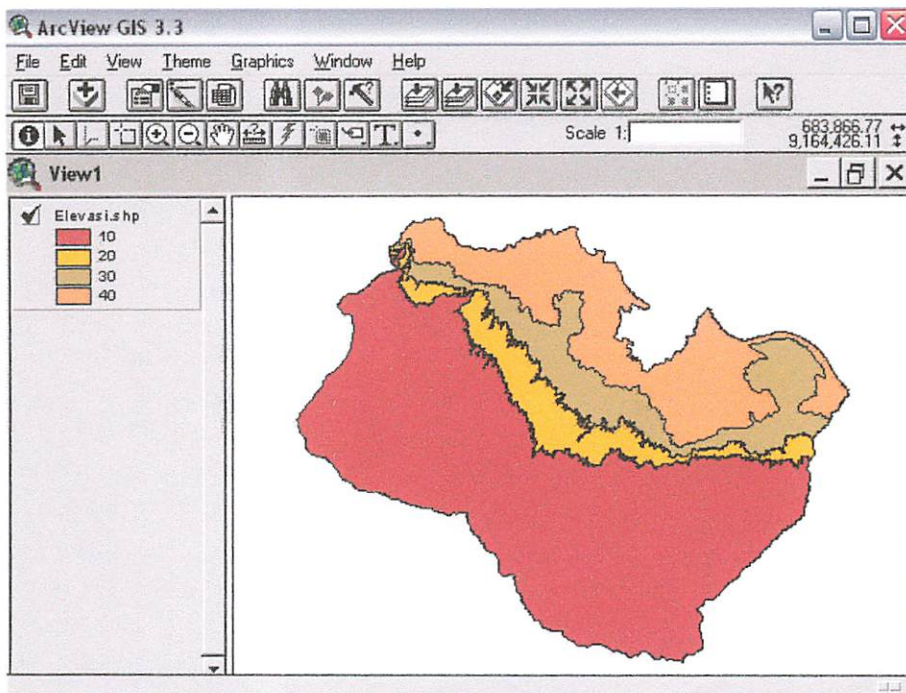 ArcView GIS 3.3
File Edit View Theme Graphics Window Help
Scale 1:
683,866.77
9,164,426.11
View1
Elevasi.shp
10
20
30
40